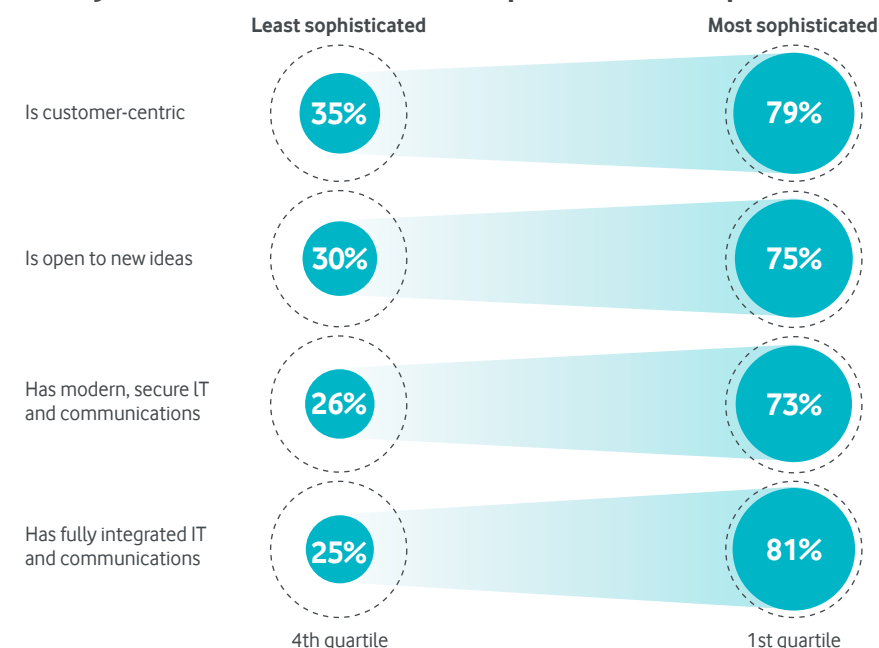 Least sophisticated
Most sophisticated
Is customer-centric
35%
79%
Is open to new ideas
30%
75%
Has modern, secure IT
and communications
26%
73%
Has fully integrated IT
and communications
25%
81%
4th quartile
1st quartile